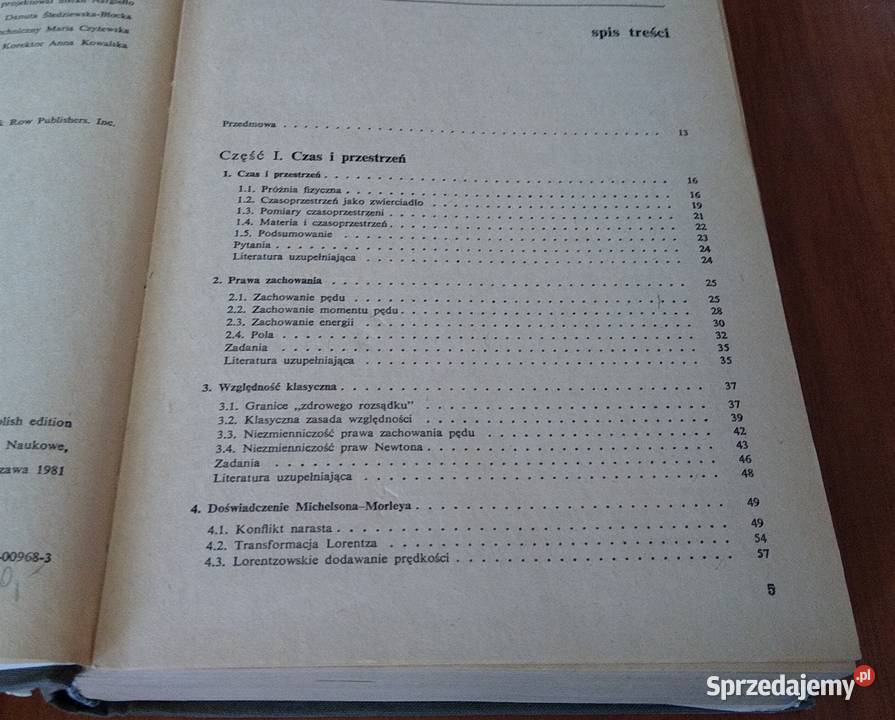 projektował Stefan Nargiełło
Danuta Śledziewska-Błocka
techniczny Maria Czyżewska
Korektor Anna Kowalska
& Row Publishers. Inc.
olish edition
Naukowe,
zawa 1981
-00968-3
spis treści
Przedmowa . . . 13
Część I. Czas i przestrzeń
1. Czas i przestrzeń . . . 16
1.1. Próżnia fizyczna . . . 16
1.2. Czasoprzestrzeń jako zwierciadło . . . 19
1.3. Pomiary czasoprzestrzeni . . . 21
1.4. Materia i czasoprzestrzeń . . . 22
1.5. Podsumowanie . . . 23
Pytania . . . 24
Literatura uzupełniająca . . . 24
2. Prawa zachowania . . . 25
2.1. Zachowanie pędu . . . 25
2.2. Zachowanie momentu pędu . . . 28
2.3. Zachowanie energii . . . 30
2.4. Pola . . . 32
Zadania . . . 35
Literatura uzupełniająca . . . 35
3. Względność klasyczna . . . 37
3.1. Granice „zdrowego rozsądku” . . . 37
3.2. Klasyczna zasada względności . . . 39
3.3. Niezmienniczość prawa zachowania pędu . . . 42
3.4. Niezmienniczość praw Newtona . . . 43
Zadania . . . 46
Literatura uzupełniająca . . . 48
4. Doświadczenie Michelsona–Morleya . . . 49
4.1. Konflikt narasta . . . 49
4.2. Transformacja Lorentza . . . 54
4.3. Lorentzowskie dodawanie prędkości . . . 57
5
Sprzedajemy.pl